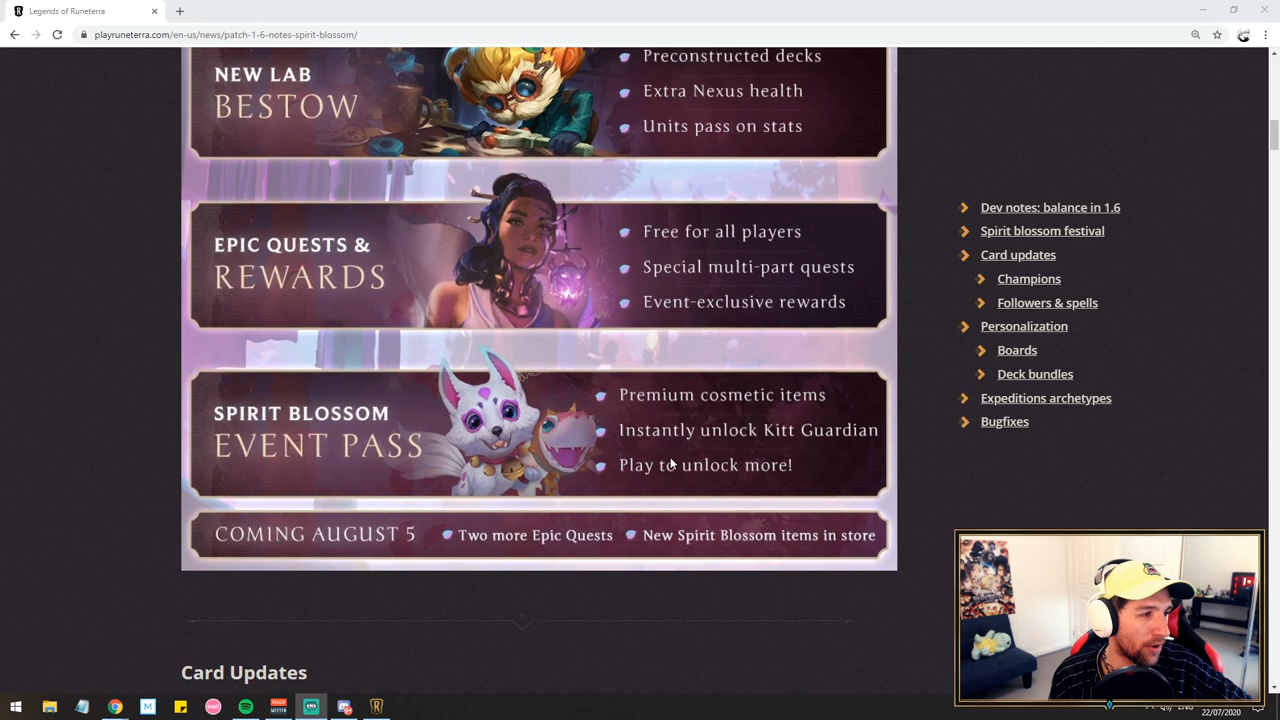 Legends of Runeterra
playruneterra.com/en-us/news/patch-1-6-notes-spirit-blossom/
NEW LAB
BESTOW
Preconstructed decks
Extra Nexus health
Units pass on stats
EPIC QUESTS &
REWARDS
Free for all players
Special multi-part quests
Event-exclusive rewards
SPIRIT BLOSSOM
EVENT PASS
Premium cosmetic items
Instantly unlock Kitt Guardian
Play to unlock more!
COMING AUGUST 5
Two more Epic Quests
New Spirit Blossom items in store
Card Updates
Dev notes: balance in 1.6
Spirit blossom festival
Card updates
Champions
Followers & spells
Personalization
Boards
Deck bundles
Expeditions archetypes
Bugfixes
22/07/2020